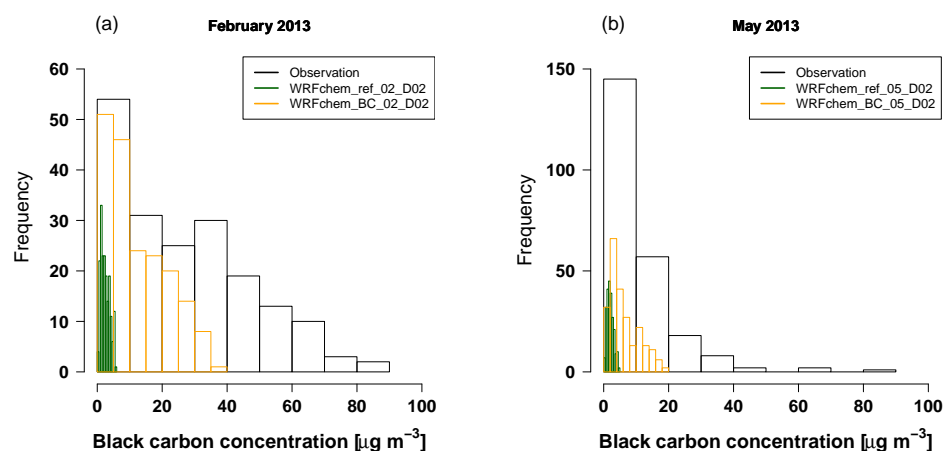 (a)
February 2013
Observation
WRFchem_ref_02_D02
WRFchem_BC_02_D02
Frequency
60
50
40
30
20
10
0
0 20 40 60 80 100
Black carbon concentration [μg m⁻³]
(b)
May 2013
Observation
WRFchem_ref_05_D02
WRFchem_BC_05_D02
Frequency
150
100
50
0
0 20 40 60 80 100
Black carbon concentration [μg m⁻³]